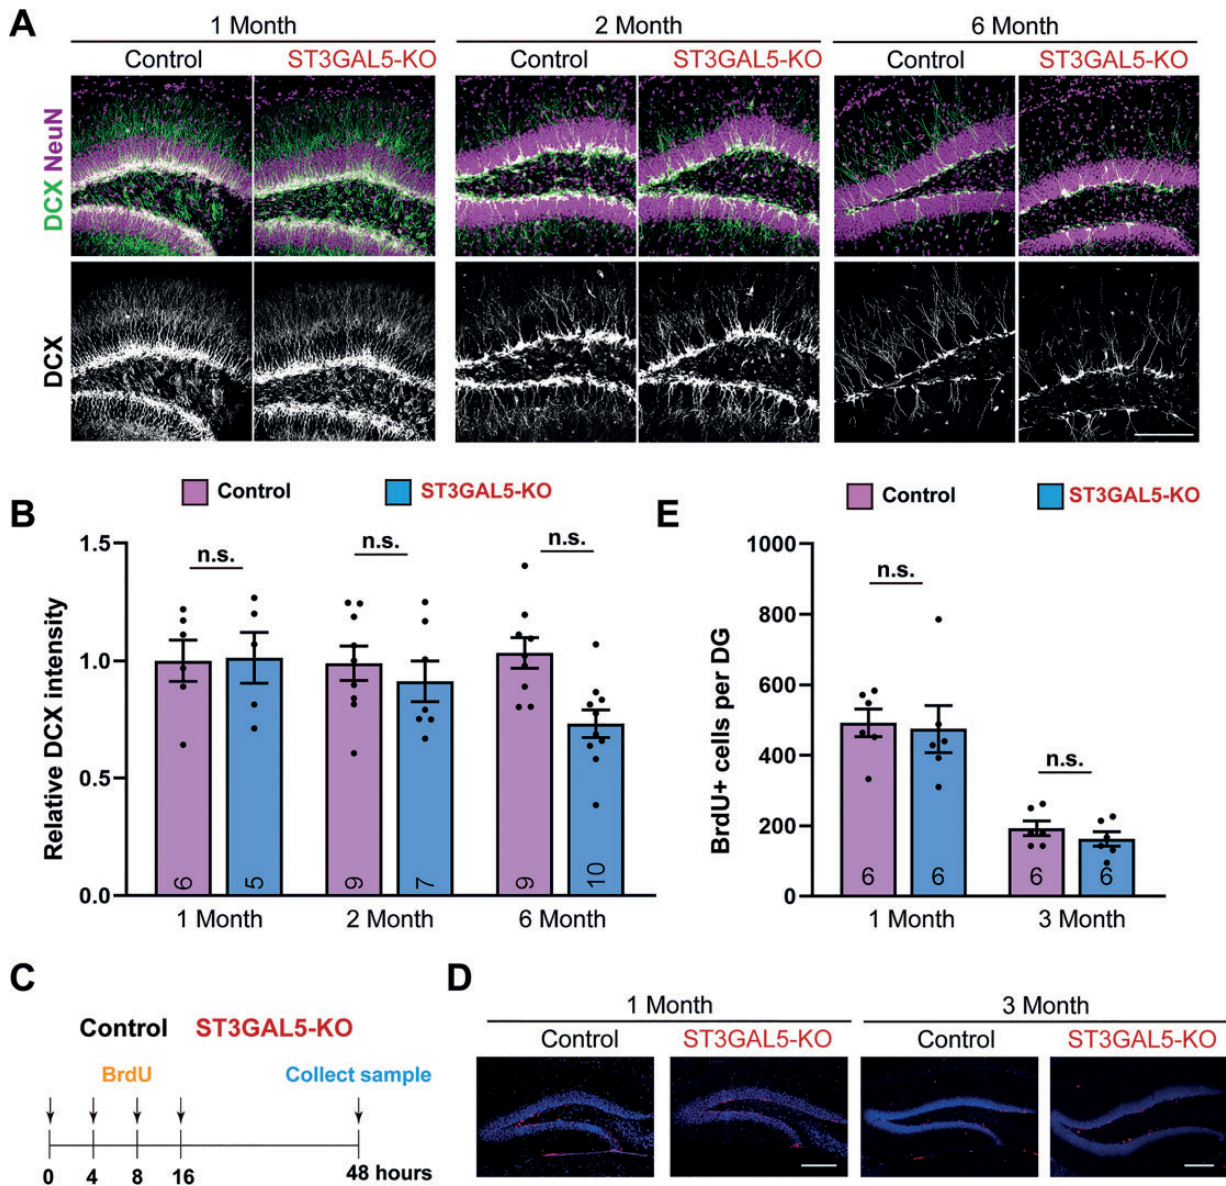 A
1 Month
2 Month
6 Month
Control
ST3GAL5-KO
Control
ST3GAL5-KO
Control
ST3GAL5-KO
DCX NeuN
DCX
B
Control
ST3GAL5-KO
Relative DCX intensity
1.5
1.0
0.5
0.0
n.s.
n.s.
n.s.
6
5
9
7
9
10
1 Month
2 Month
6 Month
E
Control
ST3GAL5-KO
BrdU+ cells per DG
1000
800
600
400
200
0
n.s.
n.s.
6
6
6
6
1 Month
3 Month
C
Control ST3GAL5-KO
BrdU
Collect sample
0 4 8 16 48 hours
D
1 Month
3 Month
Control
ST3GAL5-KO
Control
ST3GAL5-KO